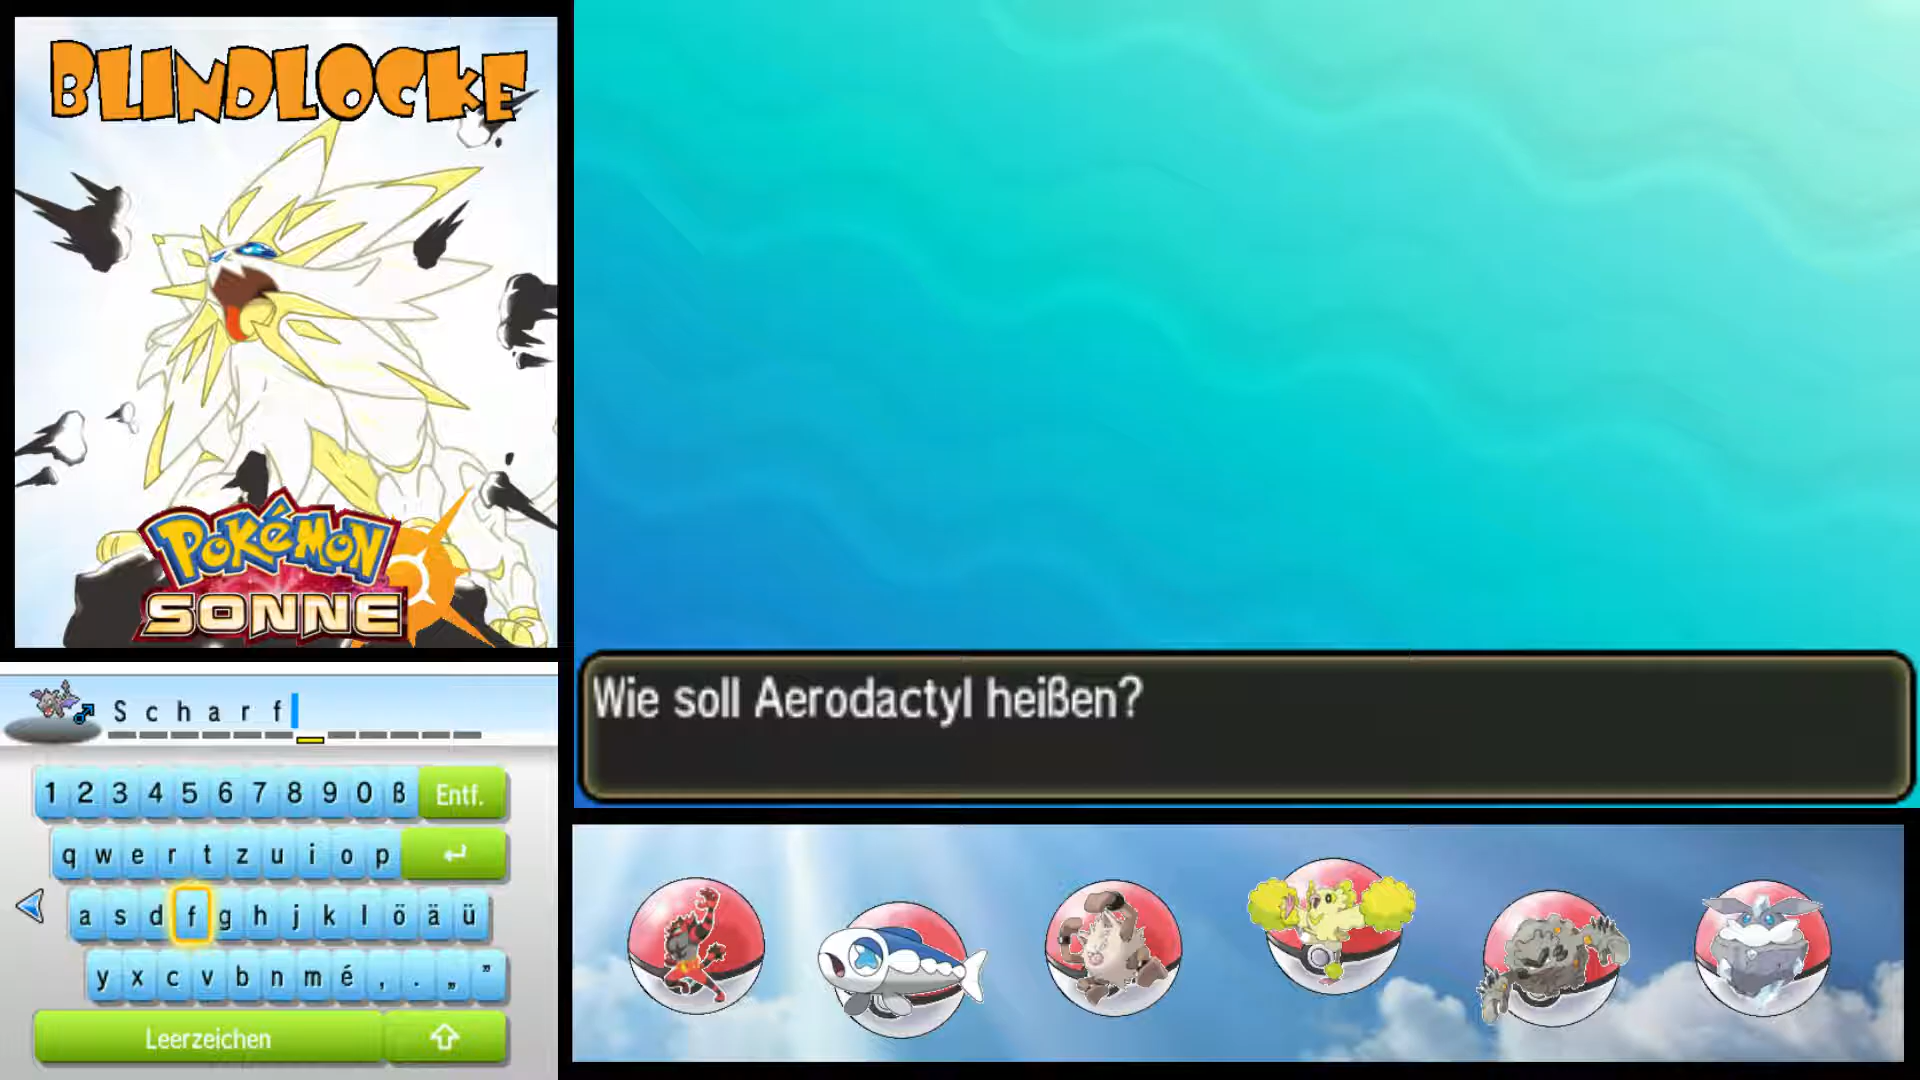 BLINDLOCKE
POKéMON
SONNE
Scharf
1 2 3 4 5 6 7 8 9 0 ß Entf.
q w e r t z u i o p
a s d f g h j k l ö ä ü
y x c v b n m é , . „ ”
Leerzeichen
Wie soll Aerodactyl heißen?